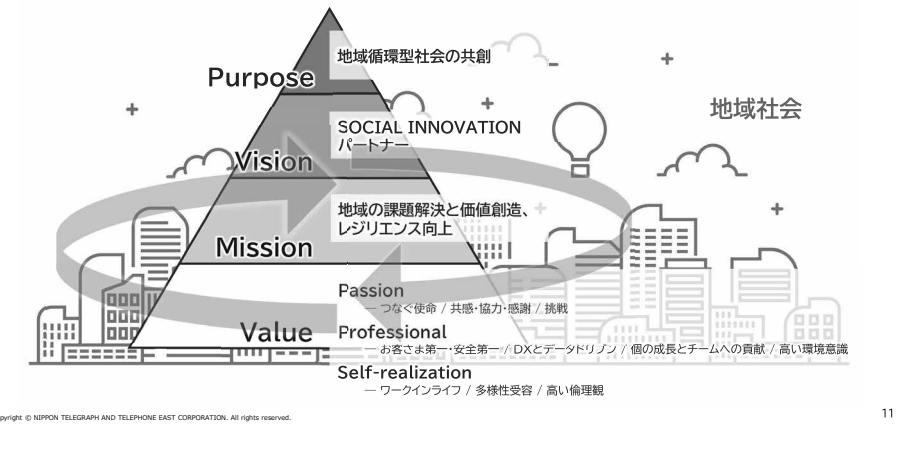 地域循環型社会の共創
Purpose
地域社会
SOCIAL INNOVATION
パートナー
Vision
地域の課題解決と価値創造、
レジリエンス向上
Mission
Passion
― つなぐ使命 / 共感・協力・感謝 / 挑戦
Value
Professional
― お客さま第一・安全第一 / DXとデータドリブン / 個の成長とチームへの貢献 / 高い環境意識
Self-realization
― ワークインライフ / 多様性受容 / 高い倫理観
pyright © NIPPON TELEGRAPH AND TELEPHONE EAST CORPORATION. All rights reserved.
11